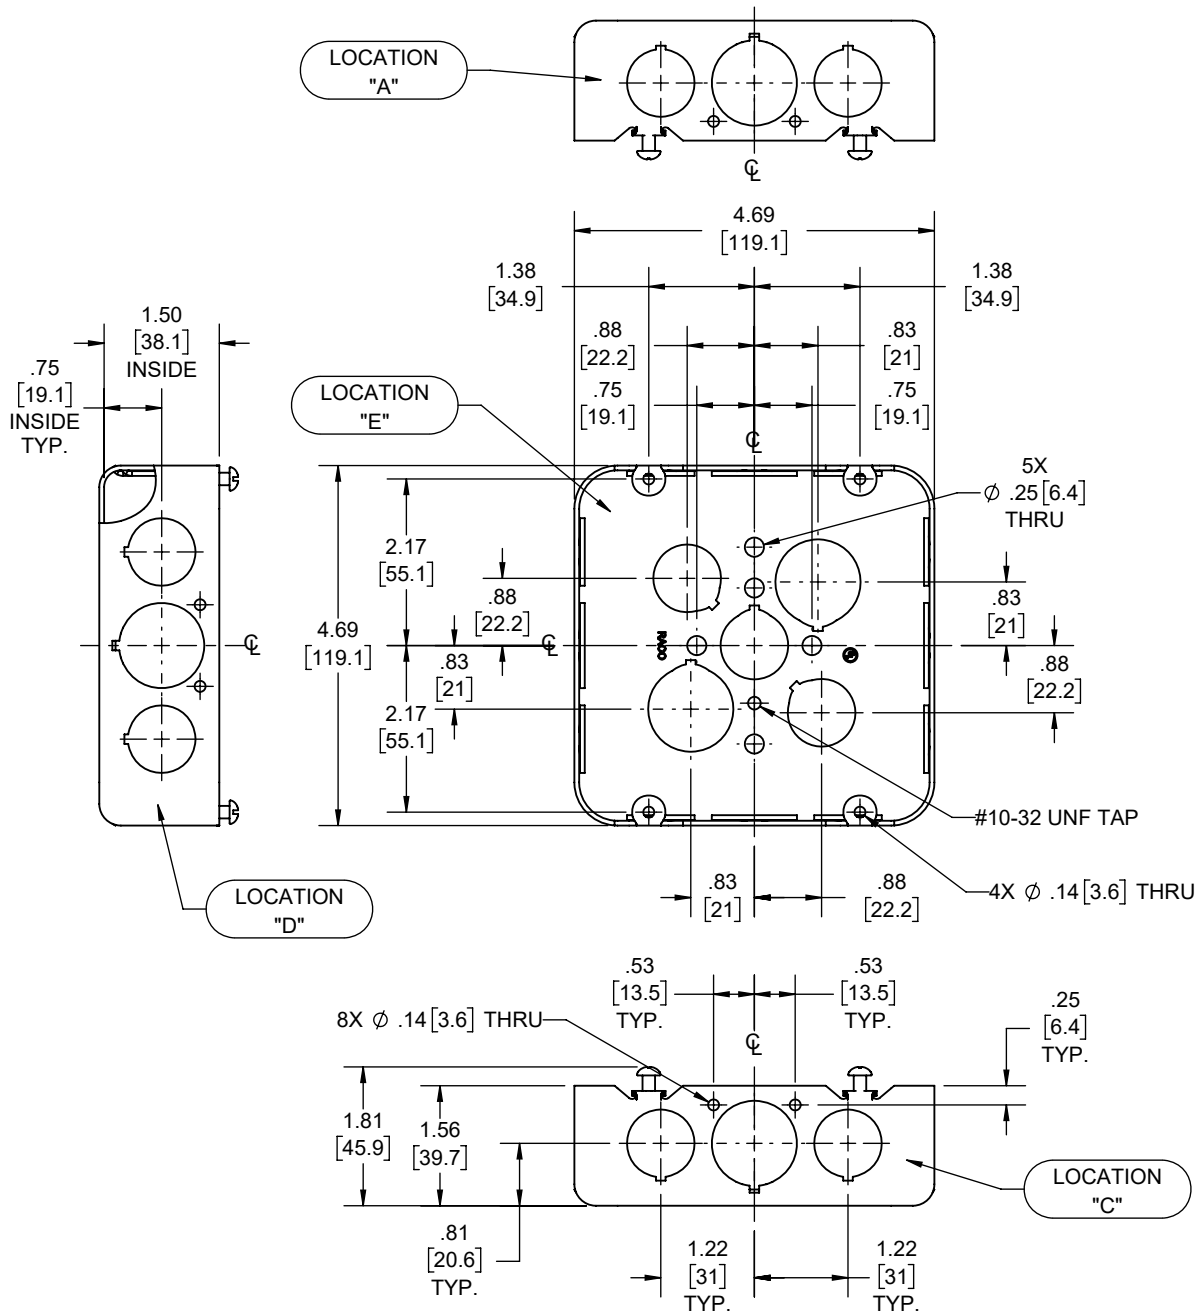 LOCATION
"A"
℄
4.69
[119.1]
1.38
[34.9]
1.38
[34.9]
1.50
[38.1]
INSIDE
.88
[22.2]
.83
[21]
.75
[19.1]
INSIDE
TYP.
LOCATION
"E"
.75
[19.1]
.75
[19.1]
℄
5X
∅ .25[6.4]
THRU
2.17
[55.1]
.88
[22.2]
.83
[21]
℄
4.69
[119.1]
℄
RACO
.83
[21]
.88
[22.2]
2.17
[55.1]
#10-32 UNF TAP
LOCATION
"D"
.83
[21]
.88
[22.2]
4X ∅ .14[3.6] THRU
.53
[13.5]
TYP.
.53
[13.5]
TYP.
.25
[6.4]
TYP.
8X ∅ .14[3.6] THRU
℄
1.81
[45.9]
1.56
[39.7]
LOCATION
"C"
.81
[20.6]
TYP.
1.22
[31]
TYP.
1.22
[31]
TYP.